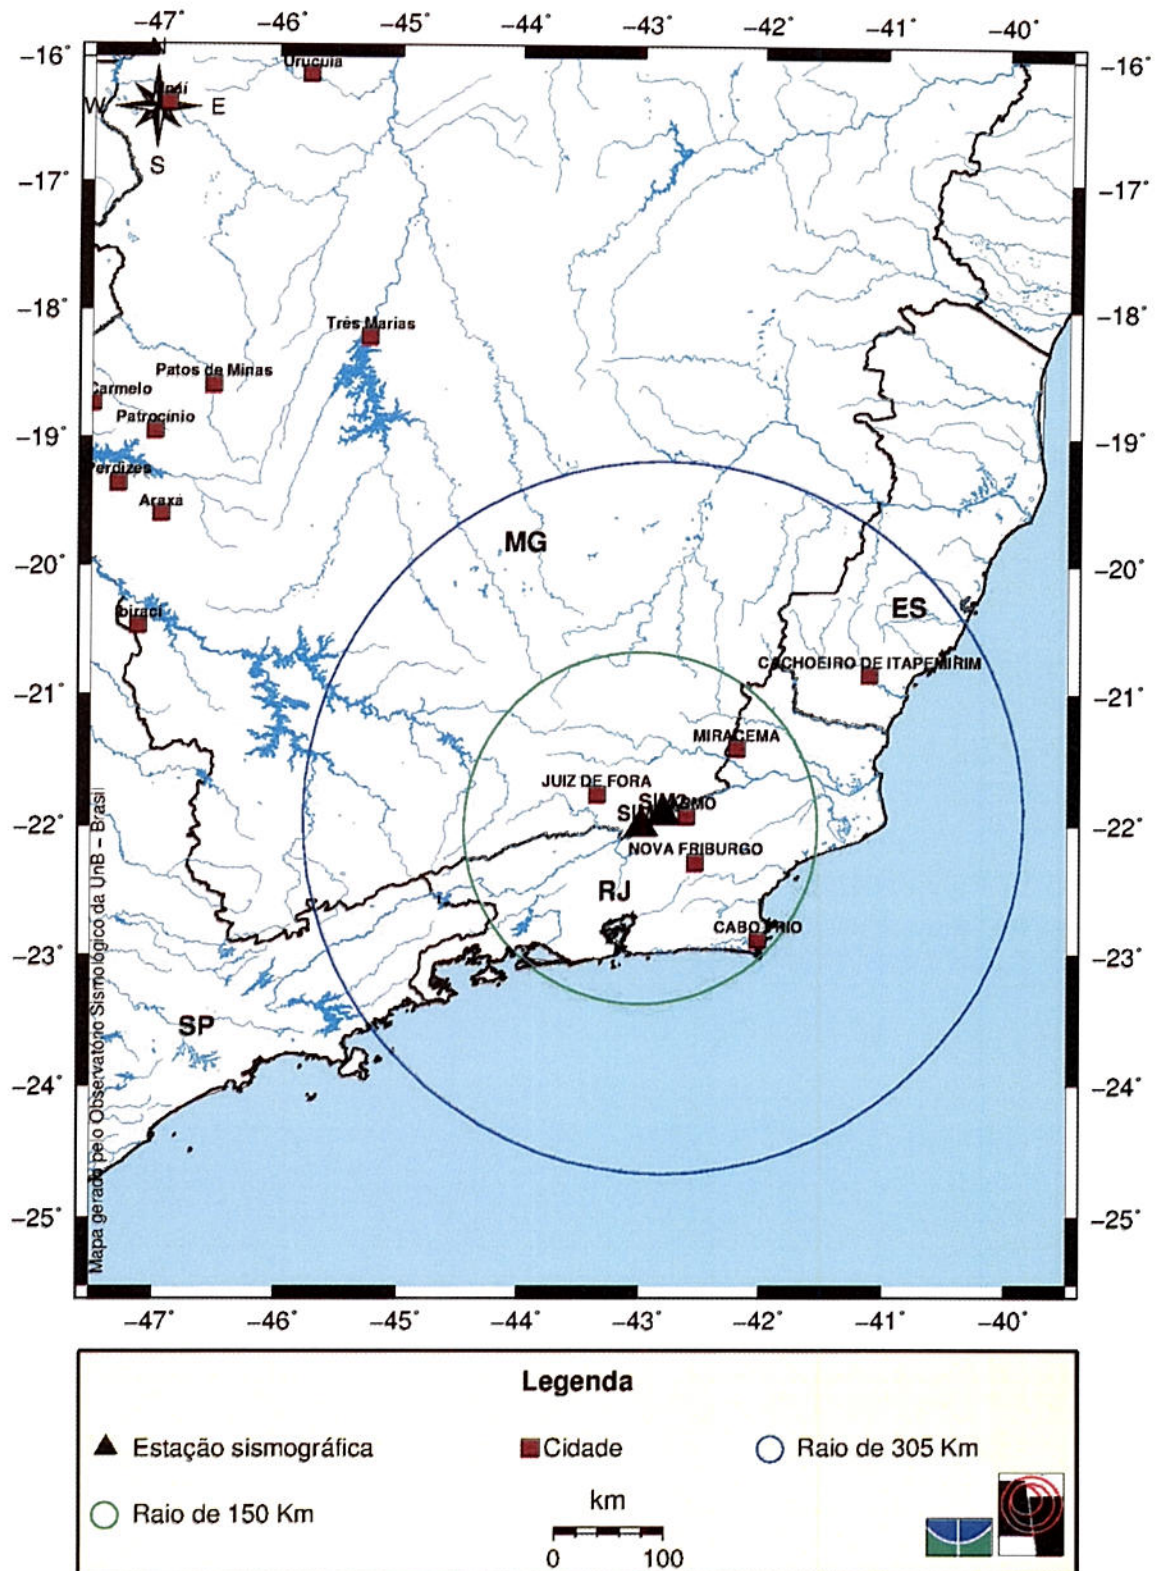 −47° −46° −45° −44° −43° −42° −41° −40°
−16° −16°
Urucuia
Unaí
W E
S
−17° −17°
−18° −18°
Três Marias
Patos de Minas
Carmelo
Patrocínio
−19° −19°
Perdizes
Araxá
MG
−20° −20°
Ibiraci
ES
CACHOEIRO DE ITAPEMIRIM
−21° −21°
MIRACEMA
JUIZ DE FORA
SIM2
−22° −22°
NOVA FRIBURGO
RJ
CABO FRIO
−23° −23°
SP
−24° −24°
−25° −25°
Mapa gerado pelo Observatório Sismológico da UnB – Brasil
−47° −46° −45° −44° −43° −42° −41° −40°
Legenda
Estação sismográfica
Cidade
Raio de 305 Km
Raio de 150 Km
km
0 100